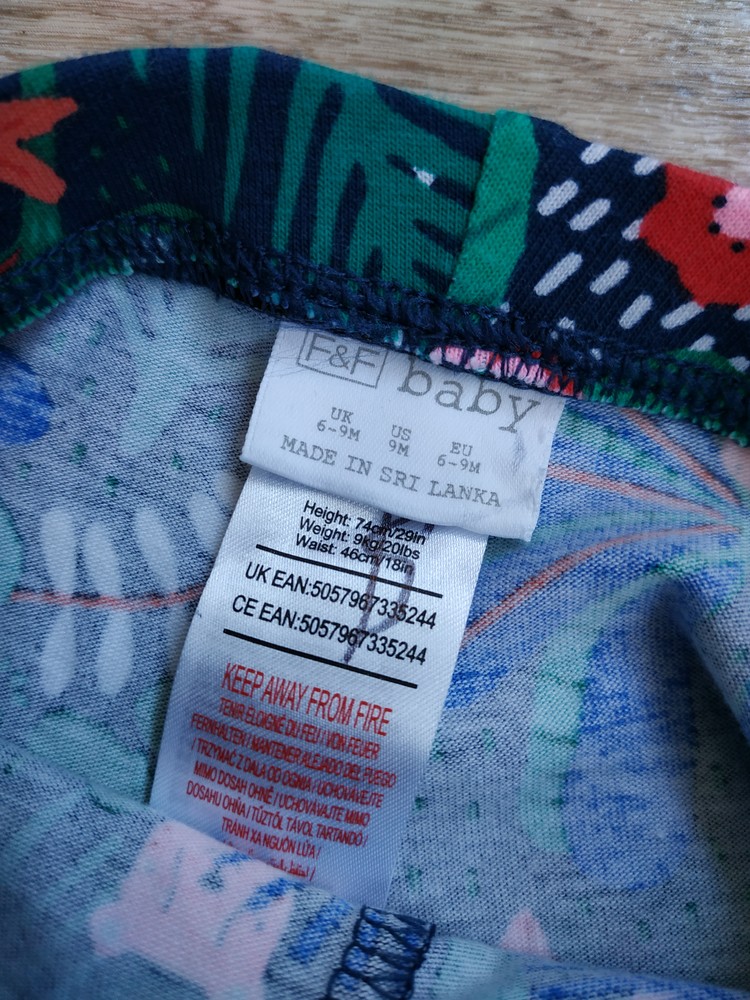 F&F baby
UK US EU
6-9M 9M 6-9M
MADE IN SRI LANKA
Height: 74cm/29in
Weight: 9kg/20lbs
Waist: 46cm/18in
UK EAN:5057967335244
CE EAN:5057967335244
KEEP AWAY FROM FIRE
TENIR ÉLOIGNÉ DU FEU / VON FEUER
FERNHALTEN / MANTENER ALEJADO DEL FUEGO
/ TRZYMAĆ Z DALA OD OGNIA / UCHOVÁVEJTE
MIMO DOSAH OHNĚ / UCHOVÁVAJTE MIMO
DOSAHU OHŇA / TŰZTŐL TÁVOL TARTANDÓ /
TRÁNH XA NGUỒN LỬA /